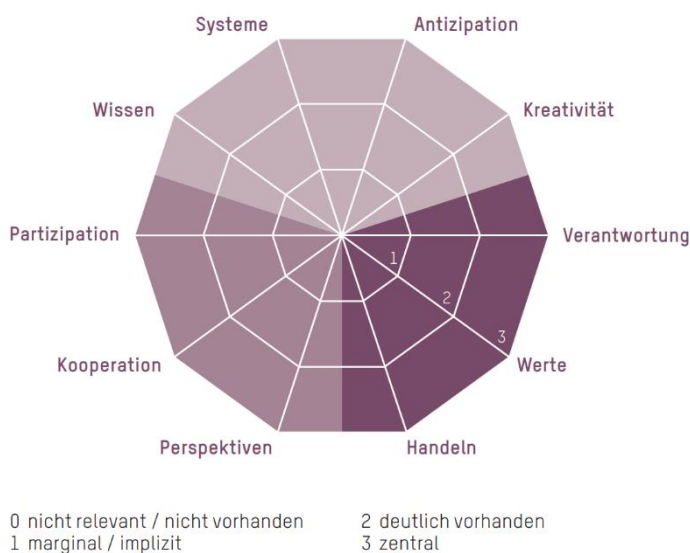 Systeme
Antizipation
Wissen
Kreativität
Partizipation
Verantwortung
1
2
3
Kooperation
Werte
Perspektiven
Handeln
0 nicht relevant / nicht vorhanden
2 deutlich vorhanden
1 marginal / implizit
3 zentral